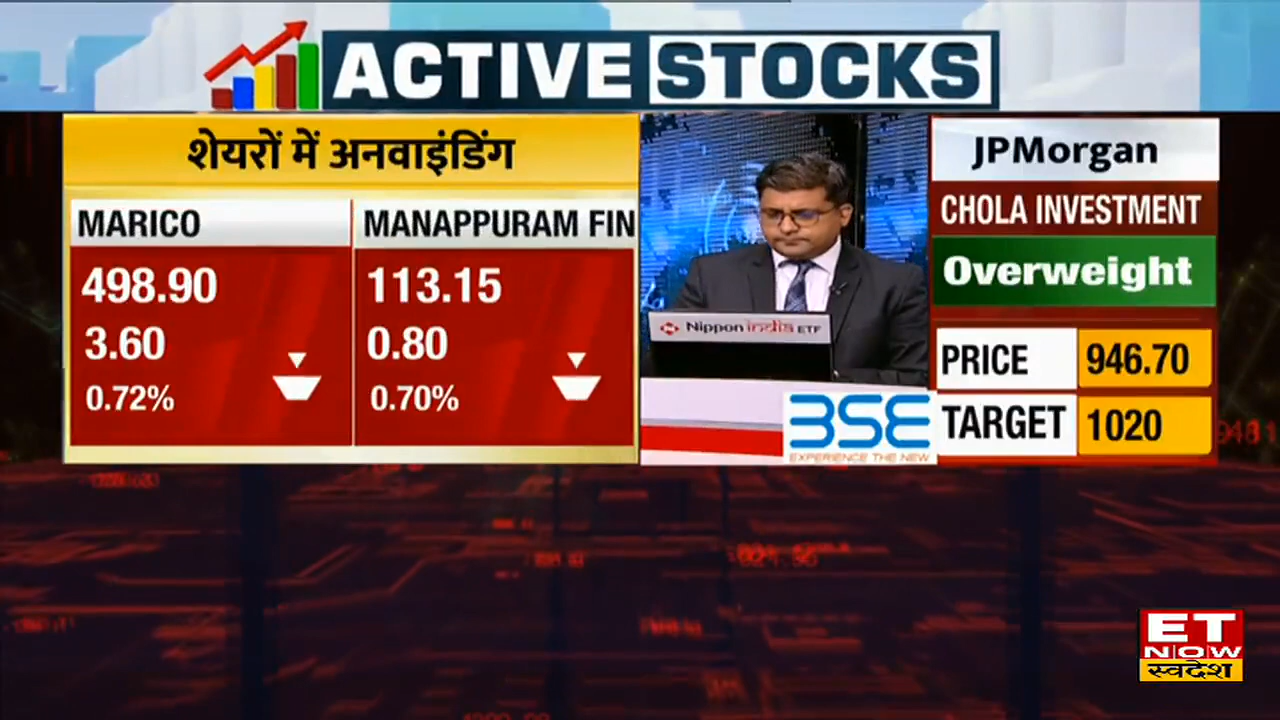 ACTIVE STOCKS
शेयरों में अनवाइंडिंग
MARICO
498.90
3.60
0.72%
MANAPPURAM FIN
113.15
0.80
0.70%
Nippon india ETF
BSE
EXPERIENCE THE NEW
JPMorgan
CHOLA INVESTMENT
Overweight
PRICE 946.70
TARGET 1020
ET
NOW
स्वदेश